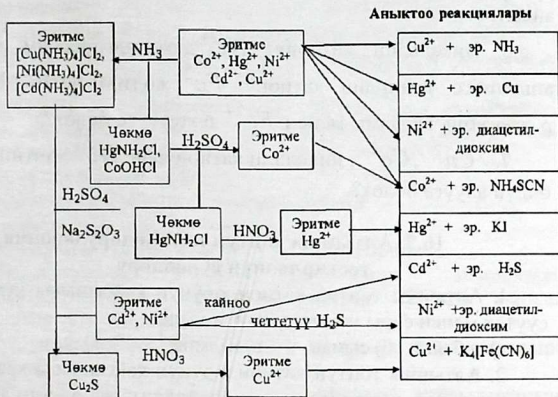 Аныктоо реакциялары
Эритме
[Cu(NH₃)₄]Cl₂,
[Ni(NH₃)₄]Cl₂,
[Cd(NH₃)₄]Cl₂
NH₃
Эритме
Co²⁺, Hg²⁺, Ni²⁺
Cd²⁻, Cu²⁺
Cu²⁺ + эр. NH₃
Hg²⁺ + эр. Cu
Ni²⁺ + эр. диацетил-
диоксим
Co²⁺ + эр. NH₄SCN
Чөкмө
HgNH₂Cl,
CoOHCl
H₂SO₄
Эритме
Co²⁺
H₂SO₄
Na₂S₂O₃
Чөкмө
HgNH₂Cl
HNO₃
Эритме
Hg²⁺
Hg²⁺ + эр. KI
Cd²⁺ + эр. H₂S
Эритме
Cd²⁺, Ni²⁺
кайнатуу
четтетүү H₂S
Ni²⁺ +эр. диацетил-
диоксим
Чөкмө
Cu₂S
HNO₃
Эритме
Cu²⁺
Cu²⁺ + K₄[Fe(CN)₆]